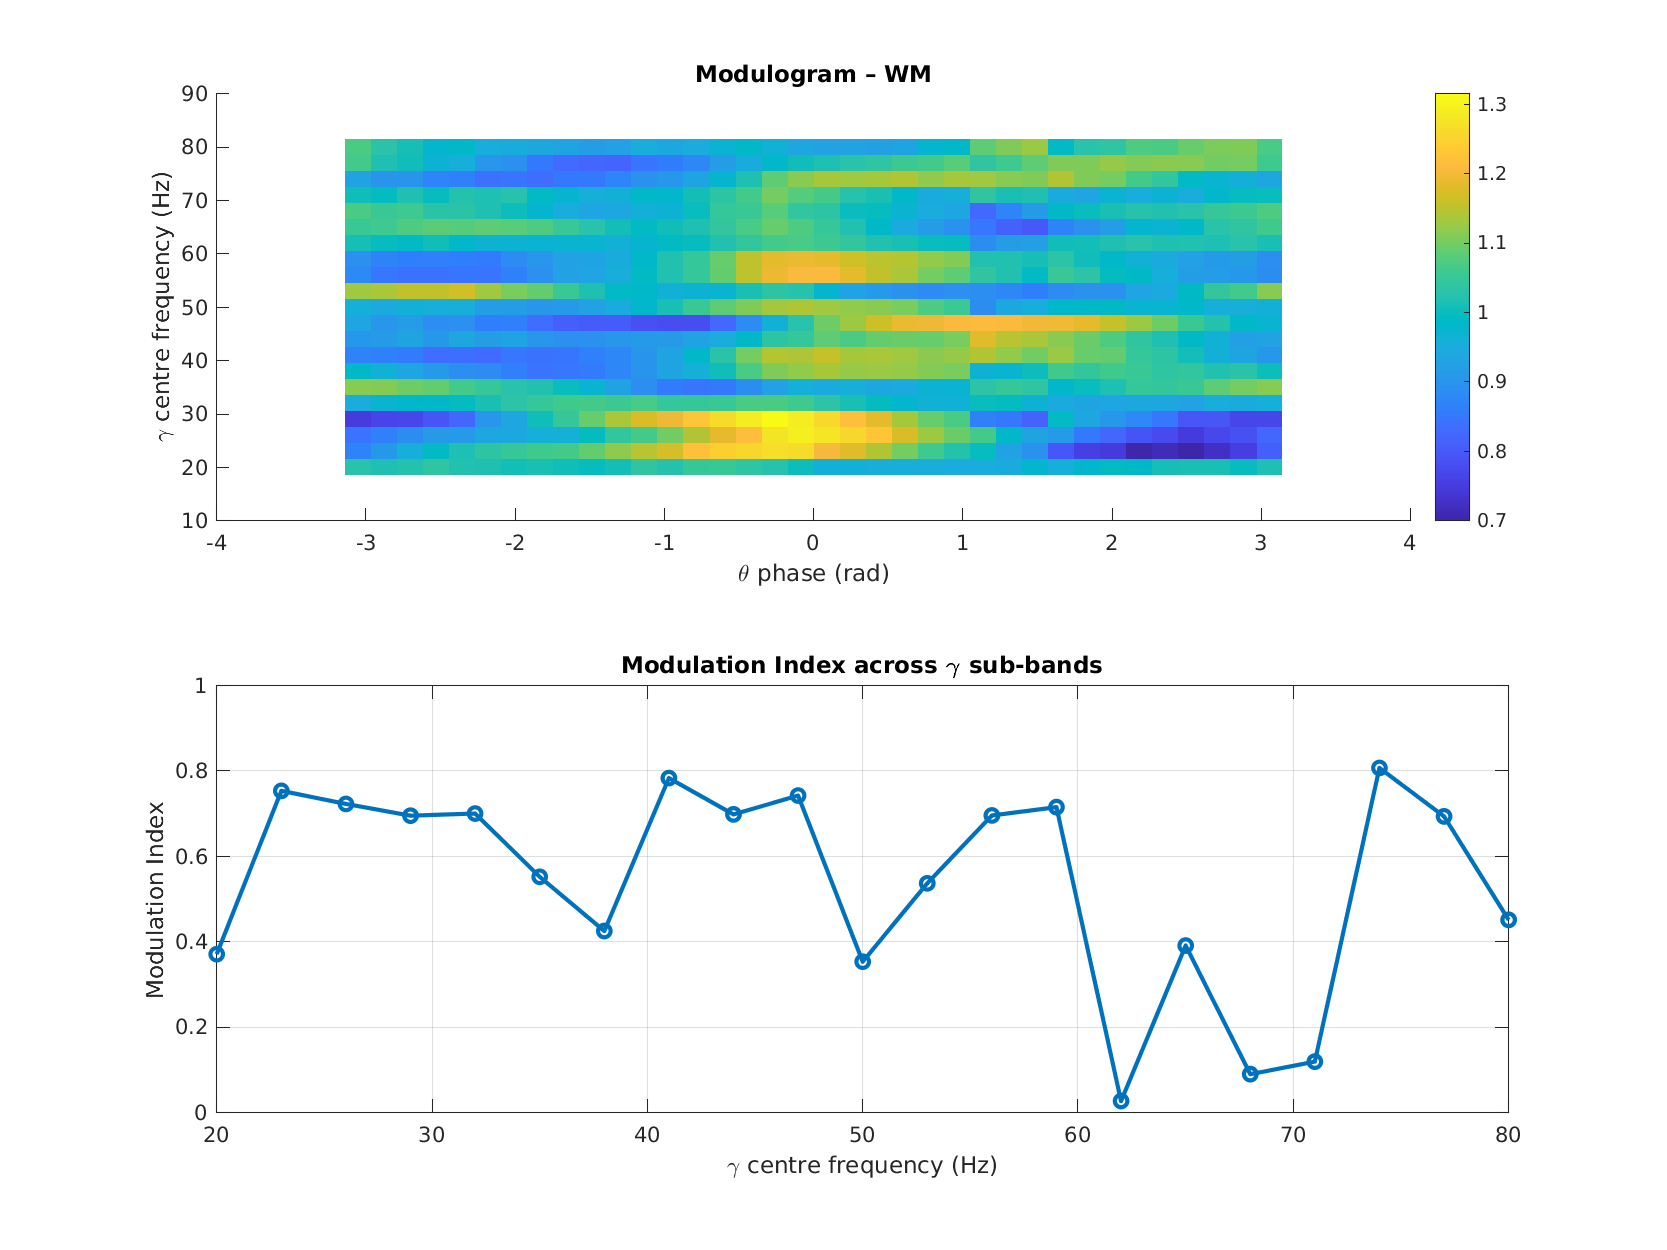 Modulogram – WM
90
80
70
60
50
40
30
20
10
γ centre frequency (Hz)
-4 -3 -2 -1 0 1 2 3 4
θ phase (rad)
1.3
1.2
1.1
1
0.9
0.8
0.7
Modulation Index across γ sub-bands
1
0.8
0.6
0.4
0.2
0
Modulation Index
20 30 40 50 60 70 80
γ centre frequency (Hz)